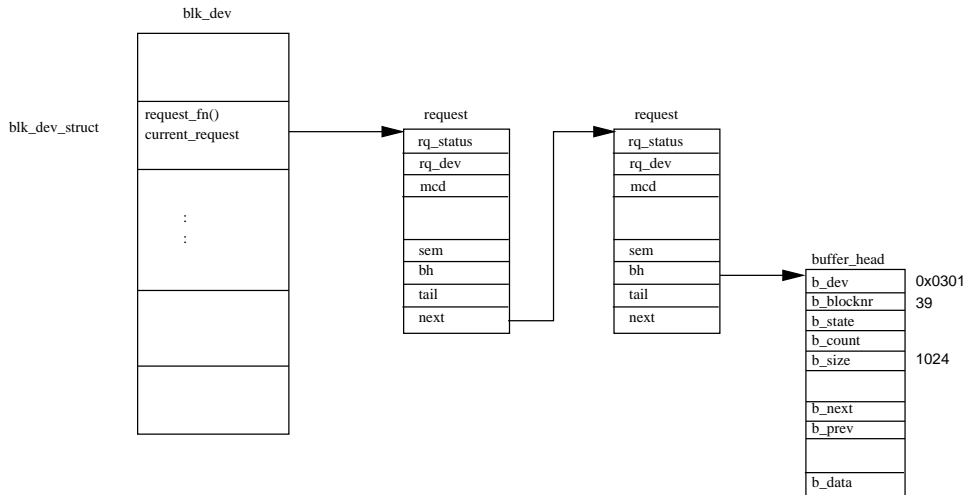 blk_dev
blk_dev_struct
request_fn()
current_request
:
:
request
rq_status
rq_dev
mcd
sem
bh
tail
next
request
rq_status
rq_dev
mcd
sem
bh
tail
next
buffer_head
b_dev 0x0301
b_blocknr 39
b_state
b_count
b_size 1024
b_next
b_prev
b_data